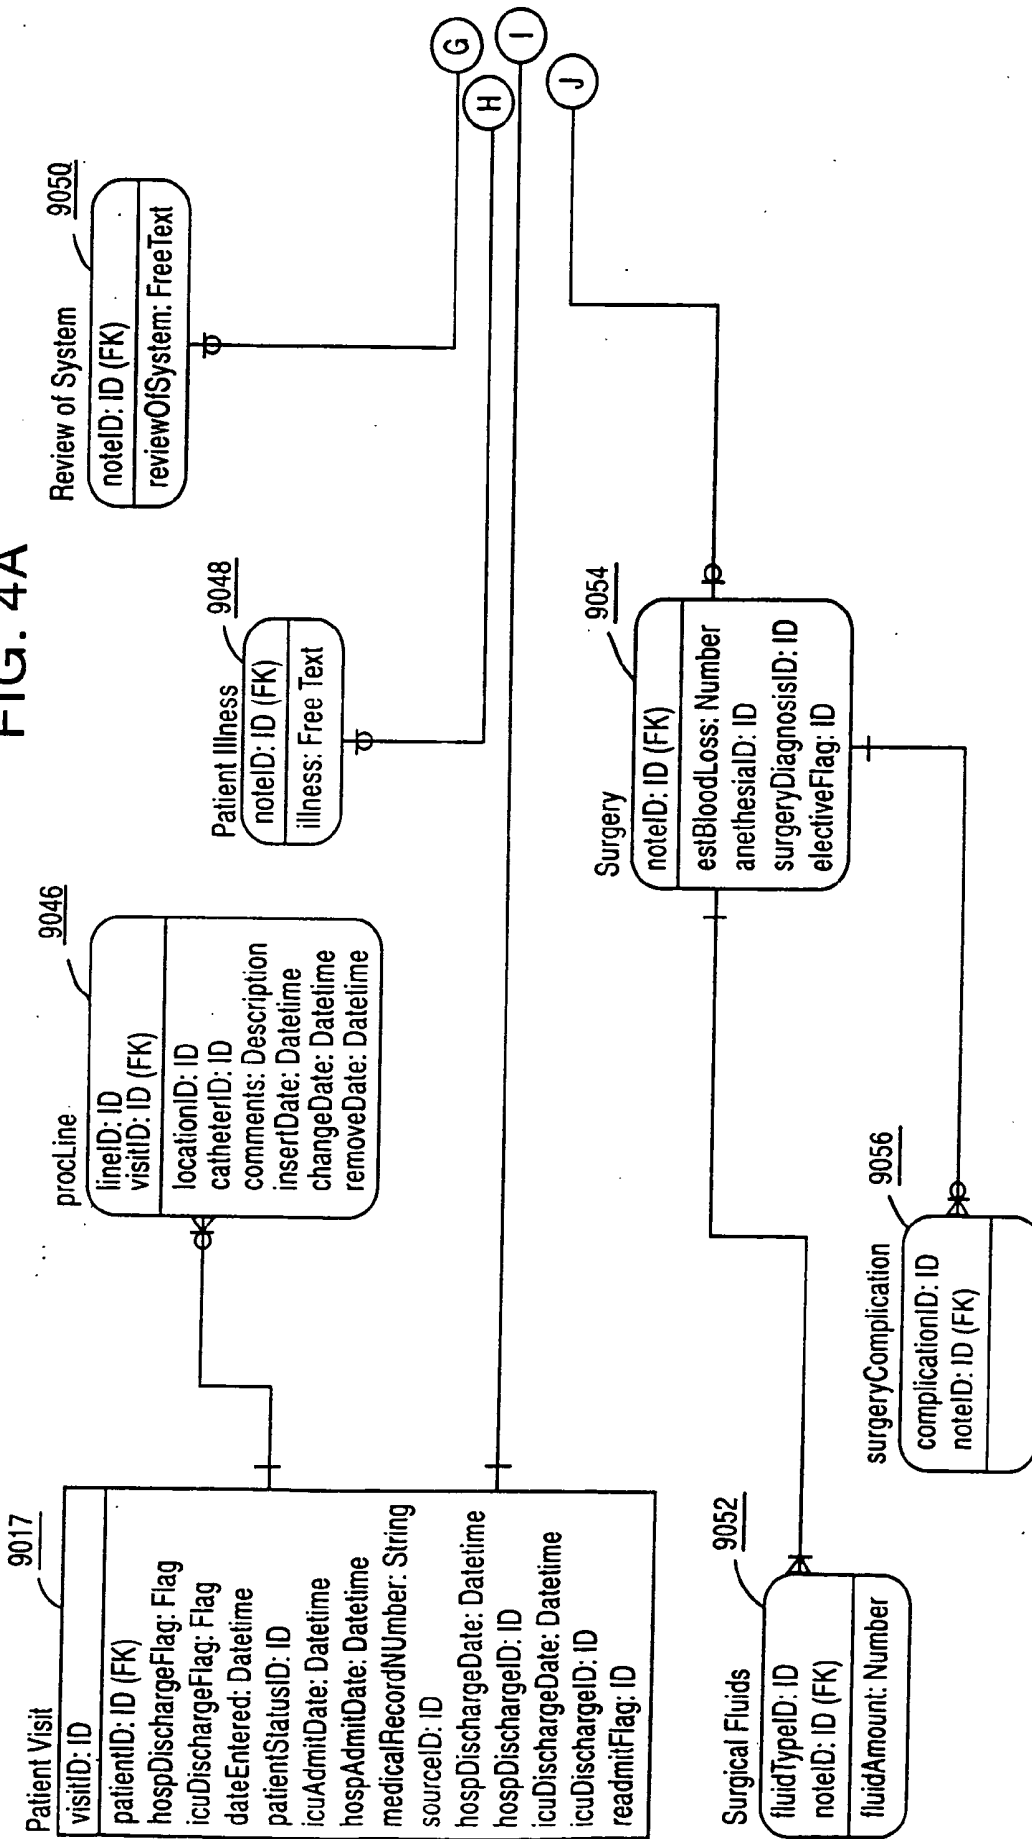 FIG. 4A
Patient Visit
9017
visitID: ID
patientID: ID (FK)
hospDischargeFlag: Flag
icuDischargeFlag: Flag
dateEntered: Datetime
patientStatusID: ID
icuAdmitDate: Datetime
hospAdmitDate: Datetime
medicalRecordNUmber: String
sourceID: ID
hospDischargeDate: Datetime
hospDischargeID: ID
icuDischargeDate: Datetime
icuDischargeID: ID
readmitFlag: ID
procLine
9046
lineID: ID
visitID: ID (FK)
locationID: ID
catheterID: ID
comments: Description
insertDate: Datetime
changeDate: Datetime
removeDate: Datetime
Patient Illness
9048
noteID: ID (FK)
illness: Free Text
Review of System
9050
noteID: ID (FK)
reviewOfSystem: FreeText
G
H
I
J
Surgery
9054
noteID: ID (FK)
estBloodLoss: Number
anethesiaID: ID
surgeryDiagnosisID: ID
electiveFlag: ID
Surgical Fluids
9052
fluidTypeID: ID
noteID: ID (FK)
fluidAmount: Number
surgeryComplication
9056
complicationID: ID
noteID: ID (FK)